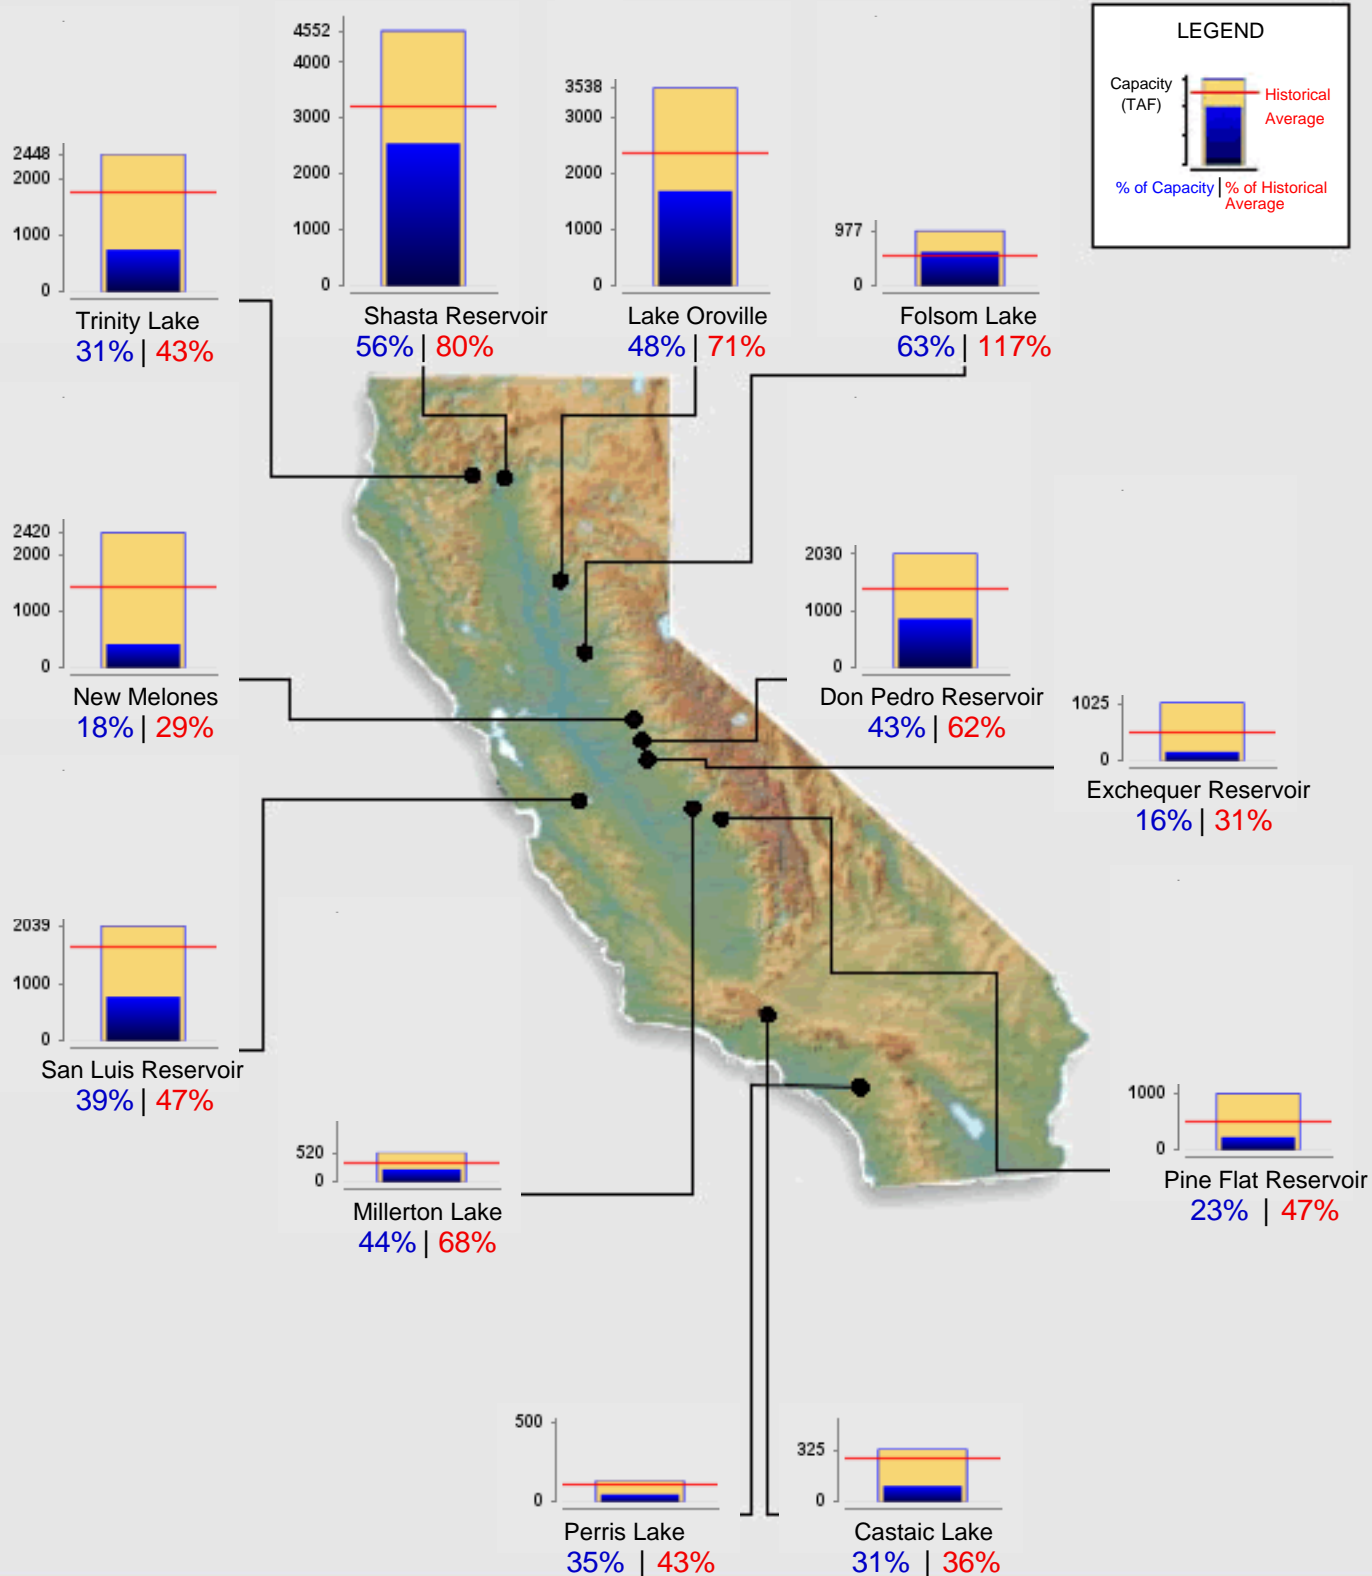 LEGEND
Capacity
(TAF)
Historical
Average
% of Capacity | % of Historical
Average
4552
4000
3000
2000
1000
0
Shasta Reservoir
56% | 80%
3538
3000
2000
1000
0
Lake Oroville
48% | 71%
2448
2000
1000
0
Trinity Lake
31% | 43%
977
0
Folsom Lake
63% | 117%
2420
2000
1000
0
New Melones
18% | 29%
2030
1000
0
Don Pedro Reservoir
43% | 62%
1025
0
Exchequer Reservoir
16% | 31%
2039
1000
0
San Luis Reservoir
39% | 47%
520
0
Millerton Lake
44% | 68%
1000
0
Pine Flat Reservoir
23% | 47%
500
0
Perris Lake
35% | 43%
325
0
Castaic Lake
31% | 36%